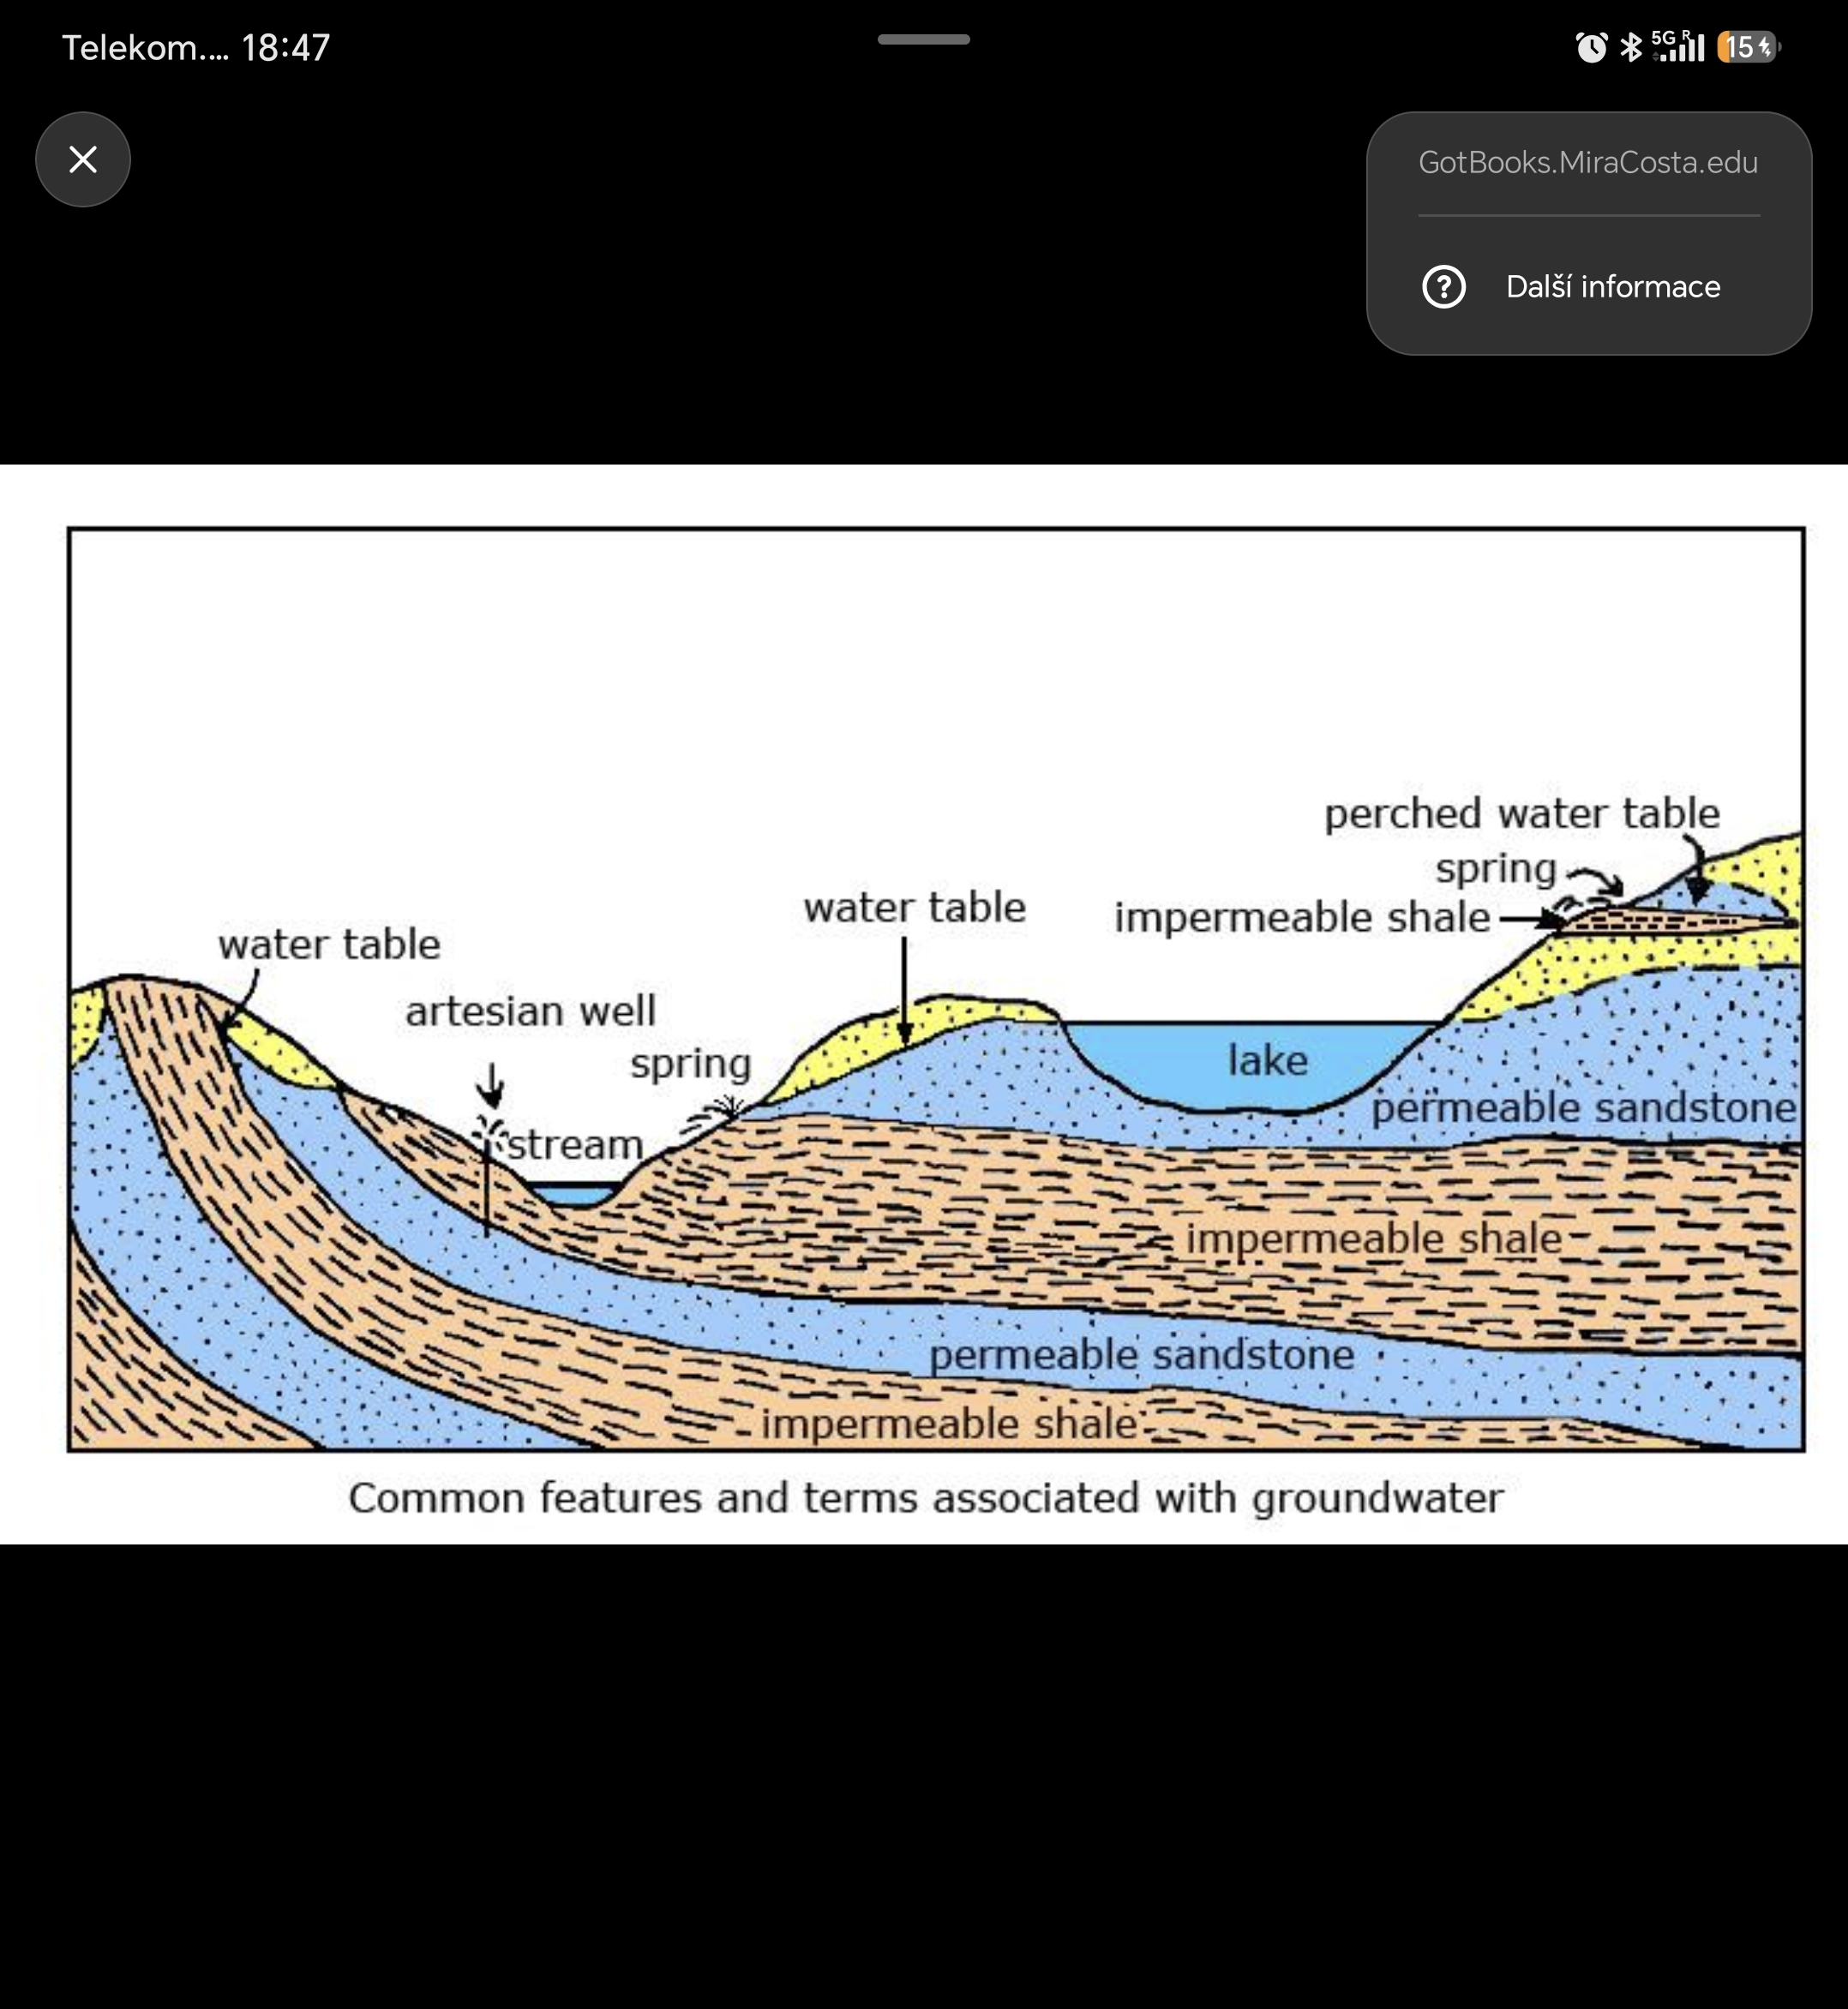 Telekom.... 18:47
5G R
15
GotBooks.MiraCosta.edu
Další informace
perched water table
spring
impermeable shale
water table
water table
artesian well
spring
stream
lake
permeable sandstone
impermeable shale
permeable sandstone
impermeable shale
Common features and terms associated with groundwater